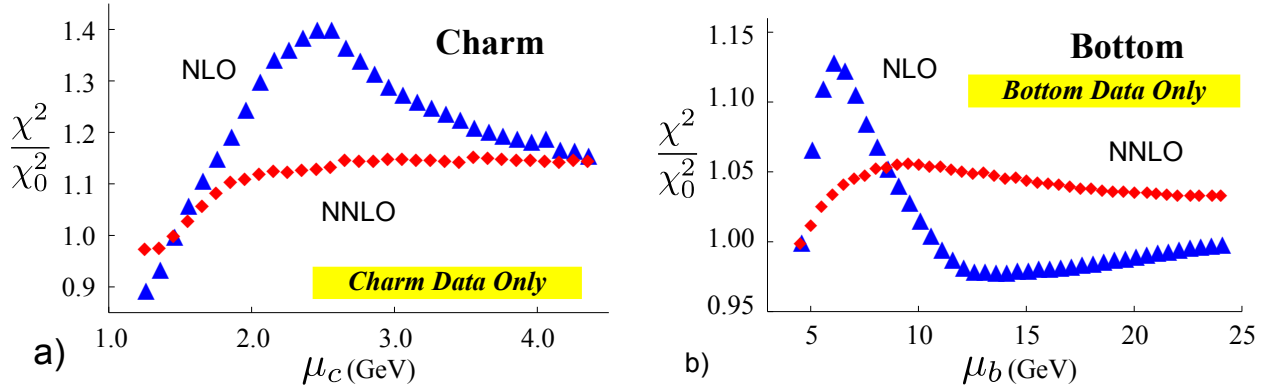 Charm
NLO
NNLO
Charm Data Only
χ²
χ₀²
1.4
1.3
1.2
1.1
1.0
0.9
1.0 2.0 3.0 4.0
μc (GeV)
a)
Bottom
NLO
Bottom Data Only
NNLO
χ²
χ₀²
1.15
1.10
1.05
1.00
0.95
5 10 15 20 25
μb (GeV)
b)